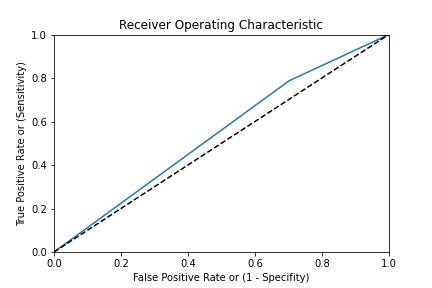 Receiver Operating Characteristic
1.0
0.8
0.6
0.4
0.2
0.0
True Positive Rate or (Sensitivity)
0.0 0.2 0.4 0.6 0.8 1.0
False Positive Rate or (1 - Specifity)